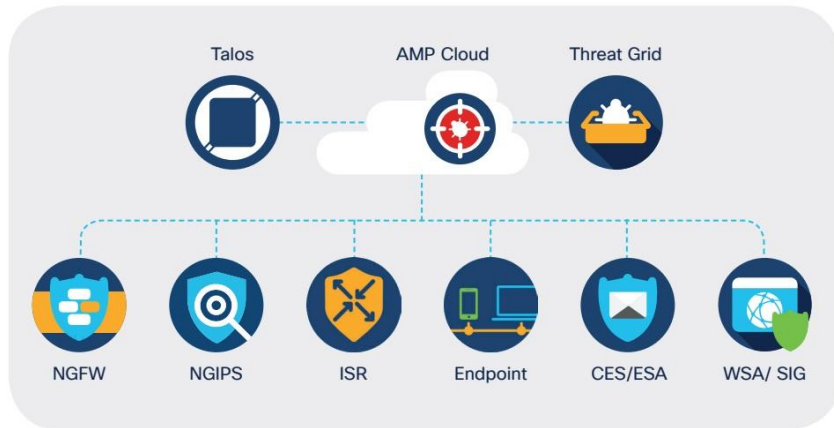 Talos
AMP Cloud
Threat Grid
NGFW
NGIPS
ISR
Endpoint
CES/ESA
WSA/ SIG